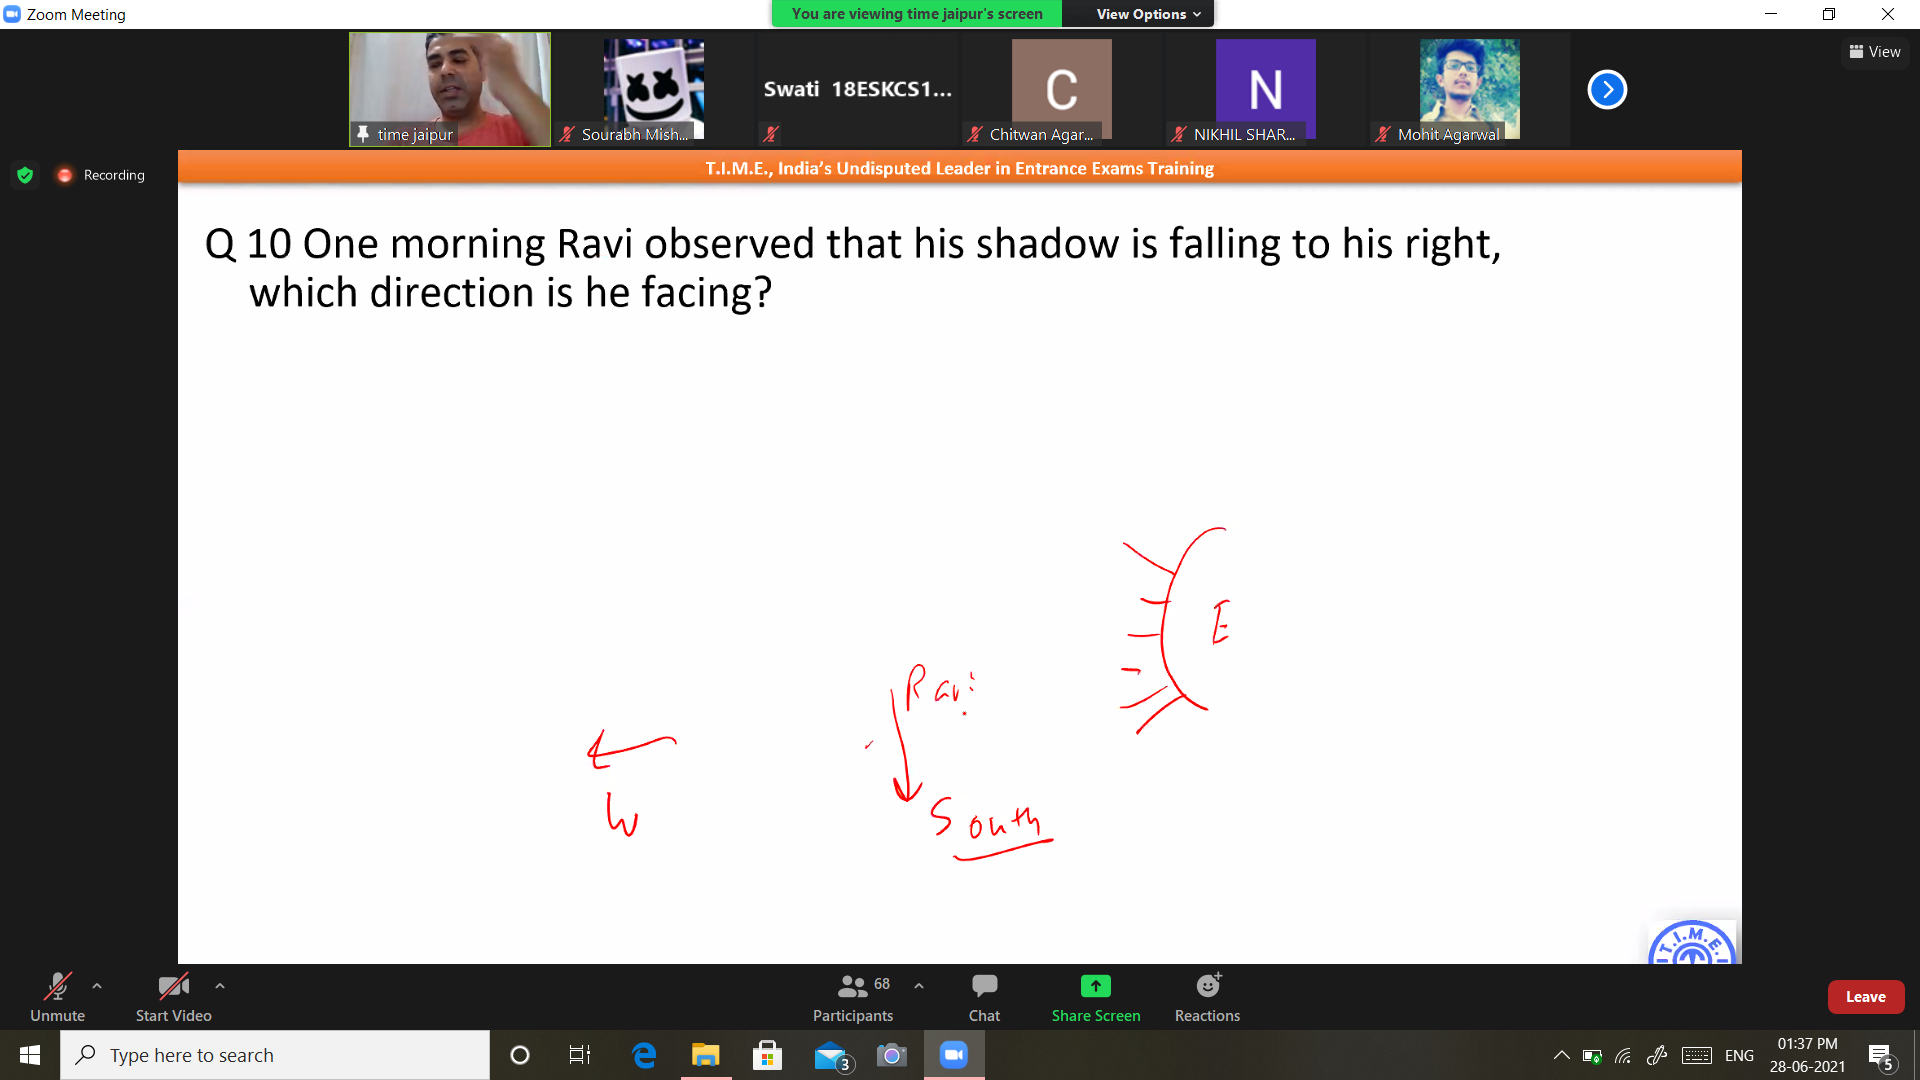 Zoom Meeting
You are viewing time jaipur's screen
View Options
View
time jaipur
Sourabh Mish...
Swati 18ESKCS1...
C
Chitwan Agar...
N
NIKHIL SHAR...
Mohit Agarwal
Recording
T.I.M.E., India's Undisputed Leader in Entrance Exams Training
Q 10 One morning Ravi observed that his shadow is falling to his right,
which direction is he facing?
E
Ravi
W
South
T.I.M.E.
Unmute
Start Video
Participants
68
Chat
Share Screen
Reactions
Leave
Type here to search
3
ENG
01:37 PM
28-06-2021
5